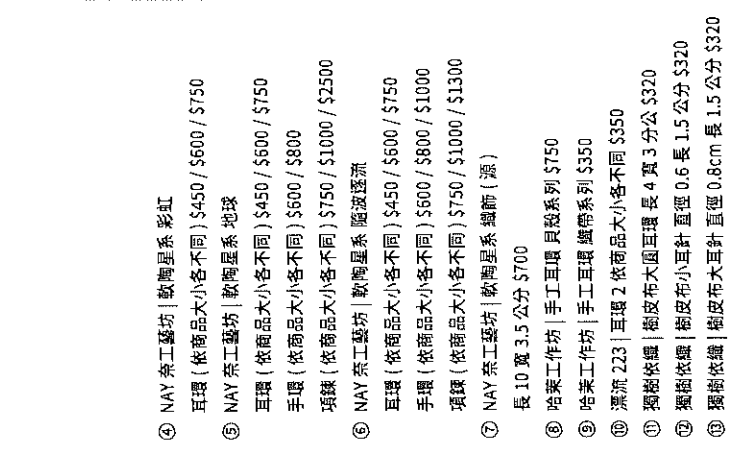 ④ NAY 奈工藝坊 | 軟陶星系 彩虹
耳環 ( 依商品大小各不同 ) $450 / $600 / $750
⑤ NAY 奈工藝坊 | 軟陶星系 地球
耳環 ( 依商品大小各不同 ) $450 / $600 / $750
手環 ( 依商品大小各不同 ) $600 / $800
項鍊 ( 依商品大小各不同 ) $750 / $1000 / $2500
⑥ NAY 奈工藝坊 | 軟陶星系 隨波逐流
耳環 ( 依商品大小各不同 ) $450 / $600 / $750
手環 ( 依商品大小各不同 ) $600 / $800 / $1000
項鍊 ( 依商品大小各不同 ) $750 / $1000 / $1300
⑦ NAY 奈工藝坊 | 軟陶星系 織飾 ( 源 )
長 10 寬 3.5 公分 $700
⑧ 哈茉工作坊 | 手工耳環 貝殼系列 $750
⑨ 哈茉工作坊 | 手工耳環 織帶系列 $350
⑩ 漂流 223 | 耳環 2 依商品大小各不同 $350
⑪ 獨樹依織 | 樹皮布大圓耳環 長 4 寬 3 分公 $320
⑫ 獨樹依織 | 樹皮布小耳針 直徑 0.6 長 1.5 公分 $320
⑬ 獨樹依織 | 樹皮布大耳針 直徑 0.8cm 長 1.5 公分 $320